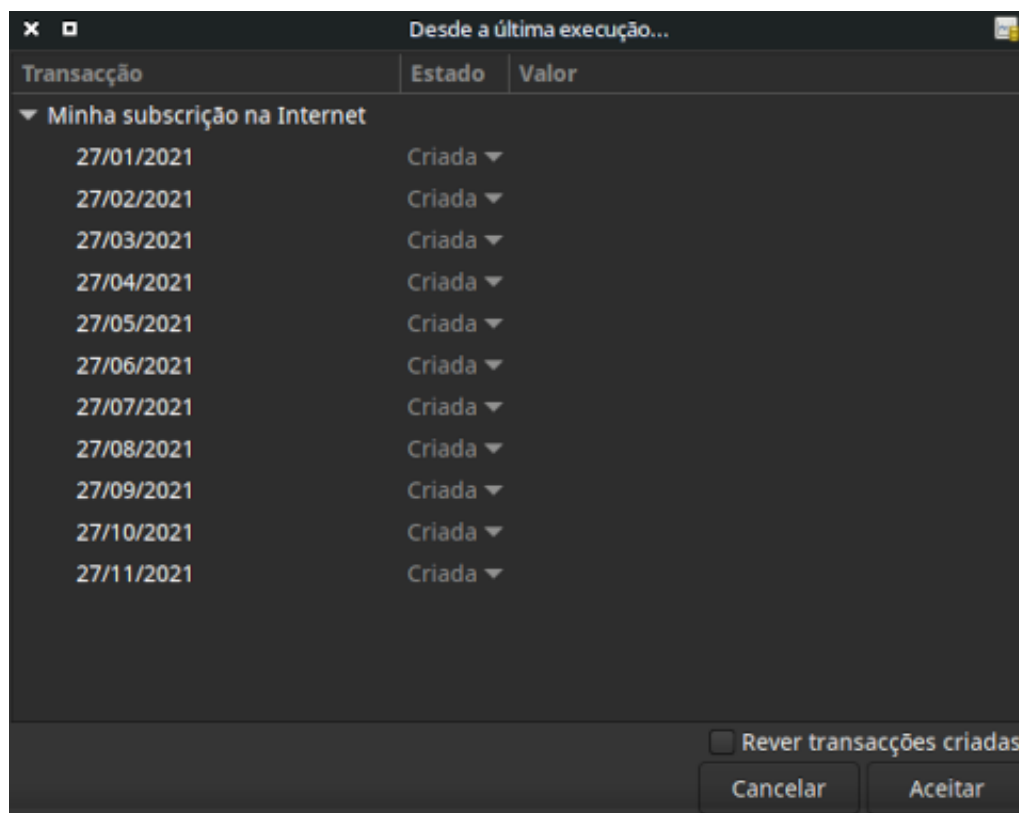 Desde a última execução...
Transacção Estado Valor
Minha subscrição na Internet
27/01/2021 Criada
27/02/2021 Criada
27/03/2021 Criada
27/04/2021 Criada
27/05/2021 Criada
27/06/2021 Criada
27/07/2021 Criada
27/08/2021 Criada
27/09/2021 Criada
27/10/2021 Criada
27/11/2021 Criada
Rever transacções criadas
Cancelar Aceitar